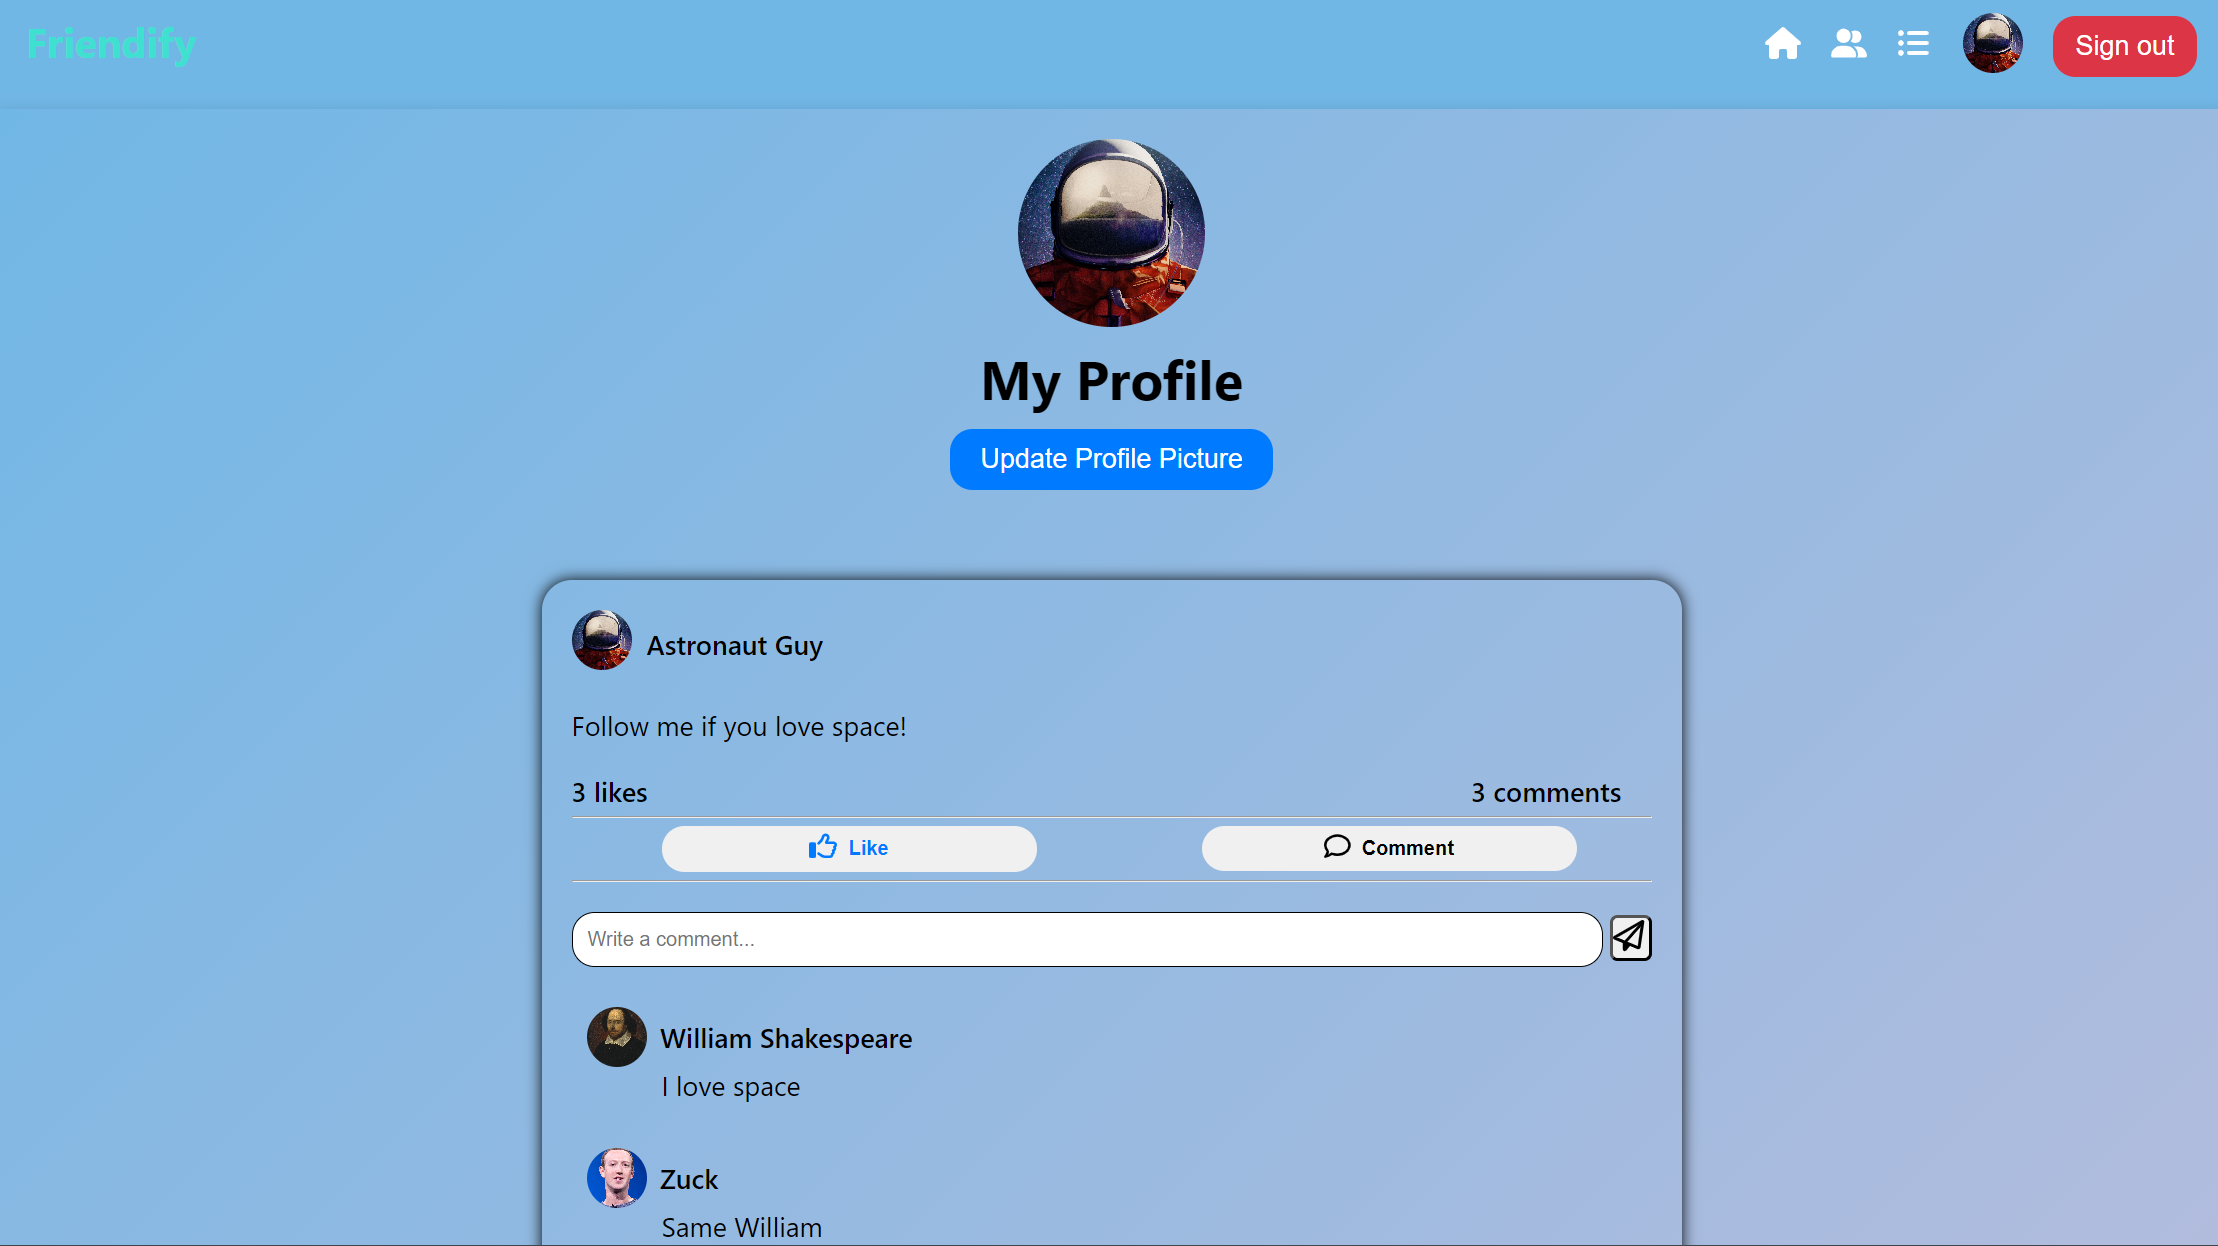 Friendify
Sign out
My Profile
Update Profile Picture
Astronaut Guy
Follow me if you love space!
3 likes
3 comments
Like
Comment
Write a comment...
William Shakespeare
I love space
Zuck
Same William